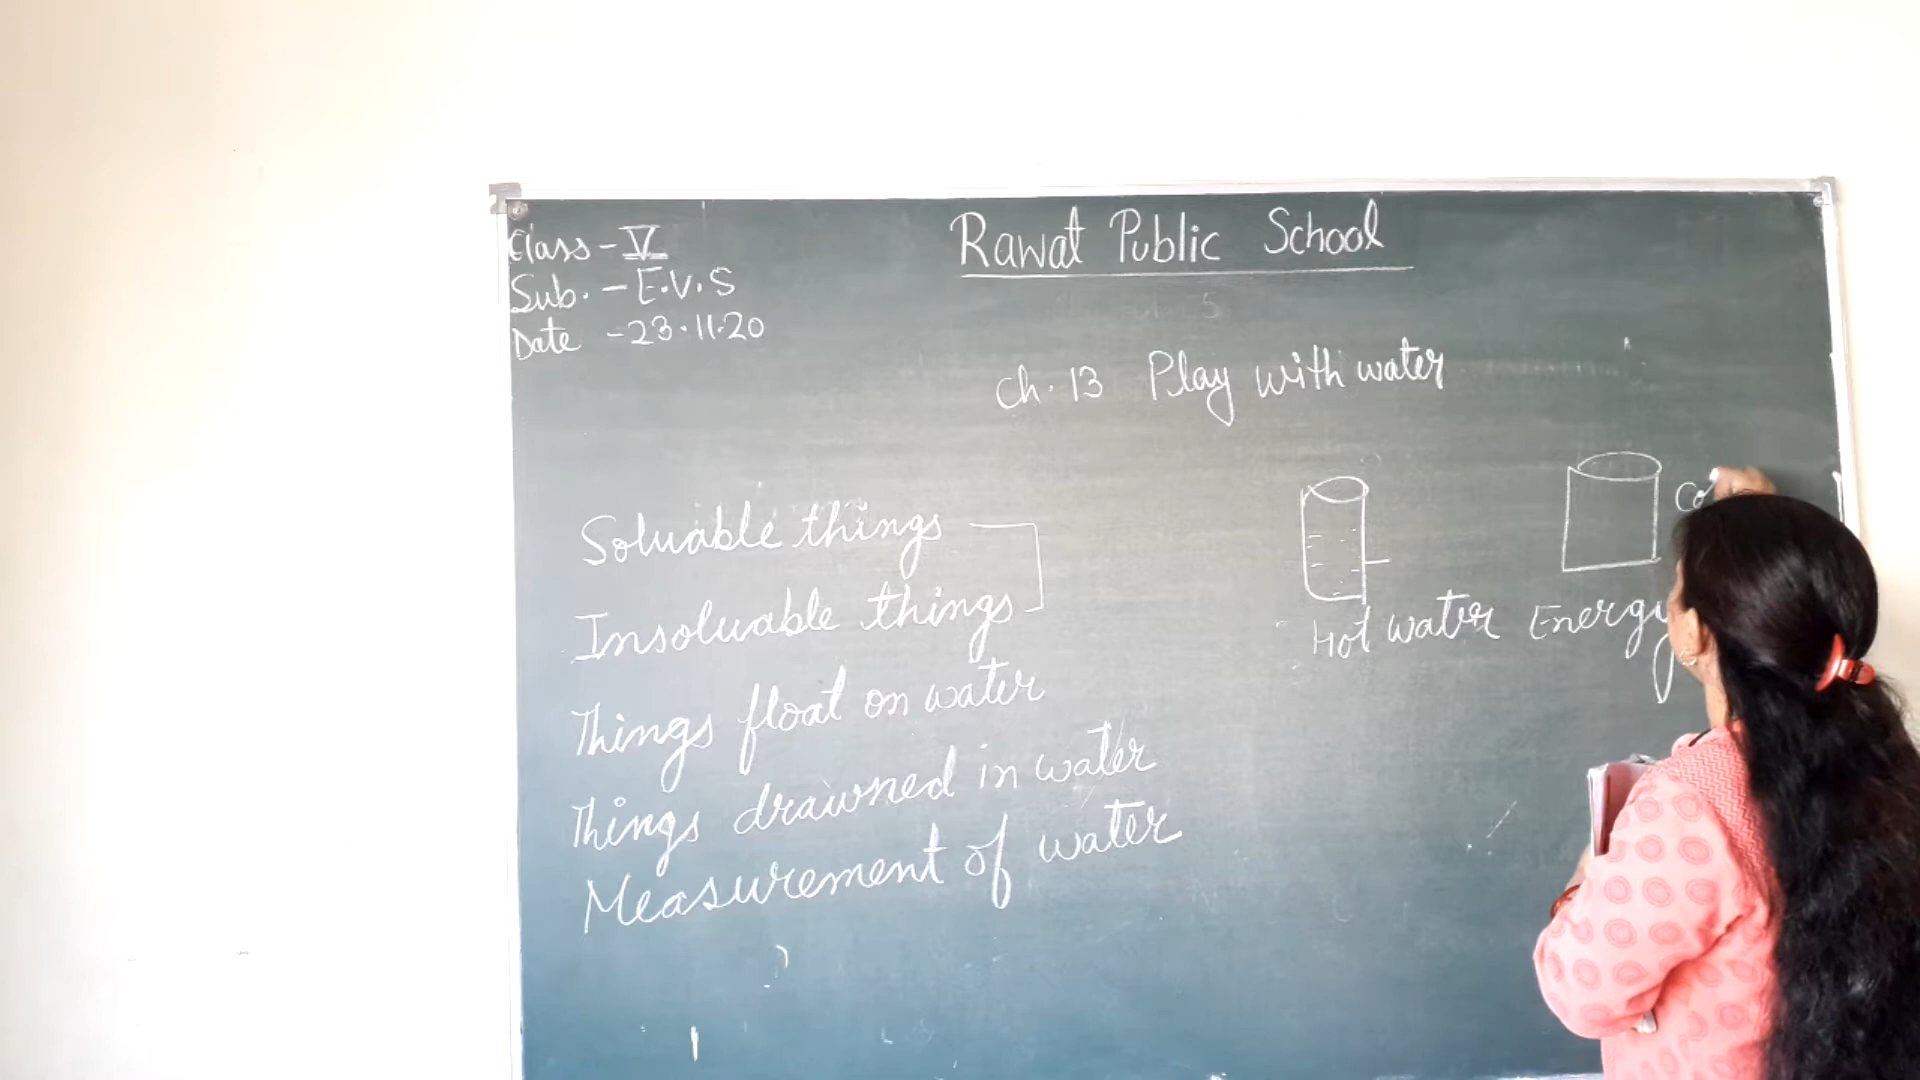 Class - V
Sub. - E.V.S
Date - 23.11.20
Rawat Public School
Ch. 13 Play with water
Soluable things
Insoluable things
Things float on water
Things drawned in water
Measurement of water
Hot water Energy